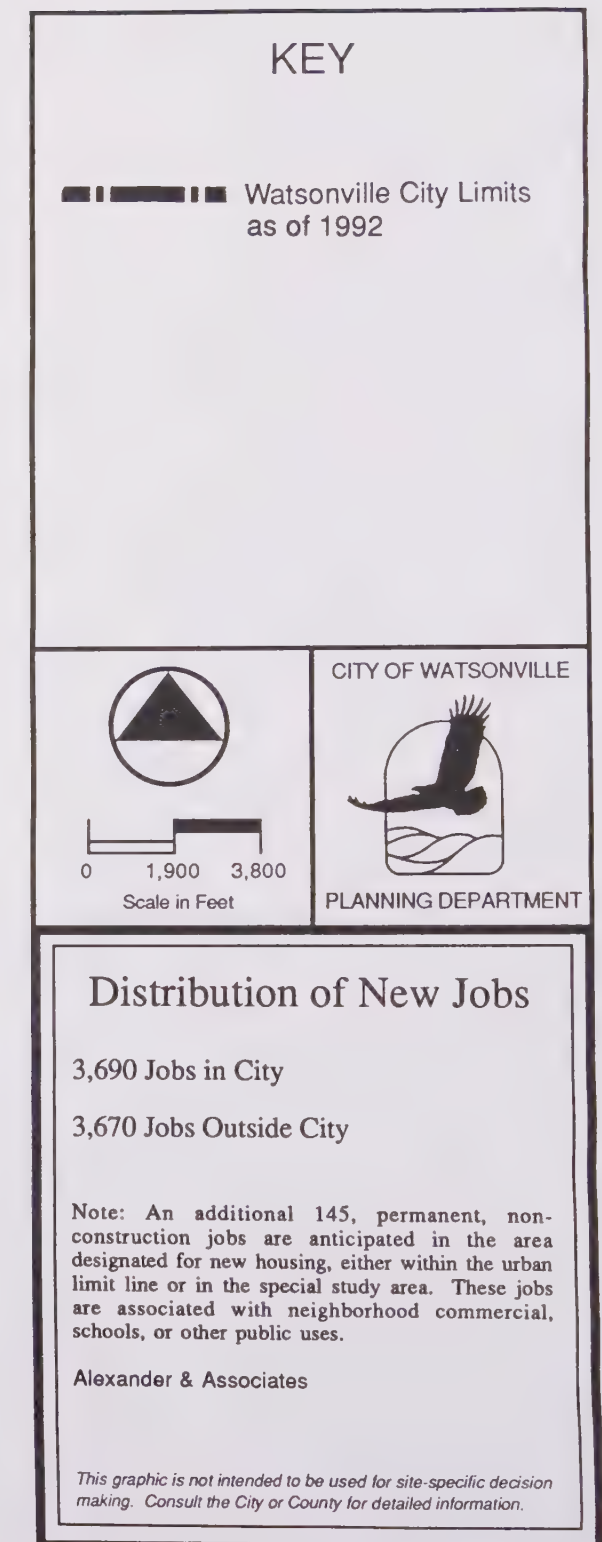 KEY
Watsonville City Limits
as of 1992
0 1,900 3,800
Scale in Feet
CITY OF WATSONVILLE
PLANNING DEPARTMENT
Distribution of New Jobs
3,690 Jobs in City
3,670 Jobs Outside City
Note: An additional 145, permanent, non-
construction jobs are anticipated in the area
designated for new housing, either within the urban
limit line or in the special study area. These jobs
are associated with neighborhood commercial,
schools, or other public uses.
Alexander & Associates
This graphic is not intended to be used for site-specific decision
making. Consult the City or County for detailed information.